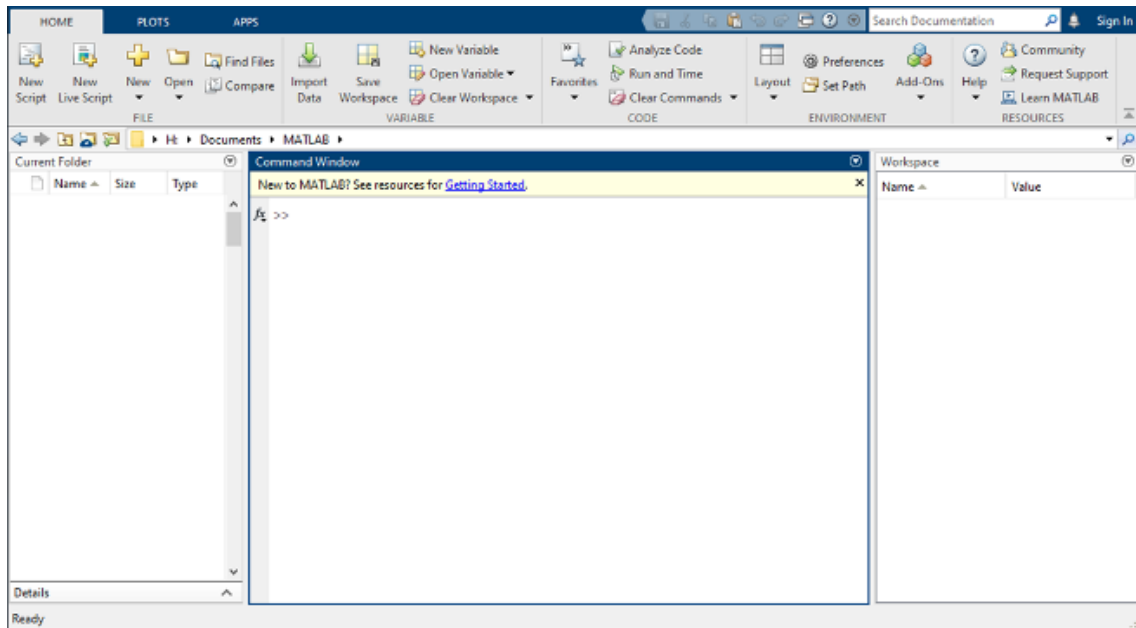 HOME PLOTS APPS Search Documentation Sign In
New Script
New Live Script
New
Open
Find Files
Compare
FILE
Import Data
Save Workspace
New Variable
Open Variable
Clear Workspace
VARIABLE
Favorites
Analyze Code
Run and Time
Clear Commands
CODE
Layout
Preferences
Set Path
Add-Ons
ENVIRONMENT
Help
Community
Request Support
Learn MATLAB
RESOURCES
H: Documents MATLAB
Current Folder
Name Size Type
Command Window
New to MATLAB? See resources for Getting Started.
fx >>
Workspace
Name Value
Details
Ready